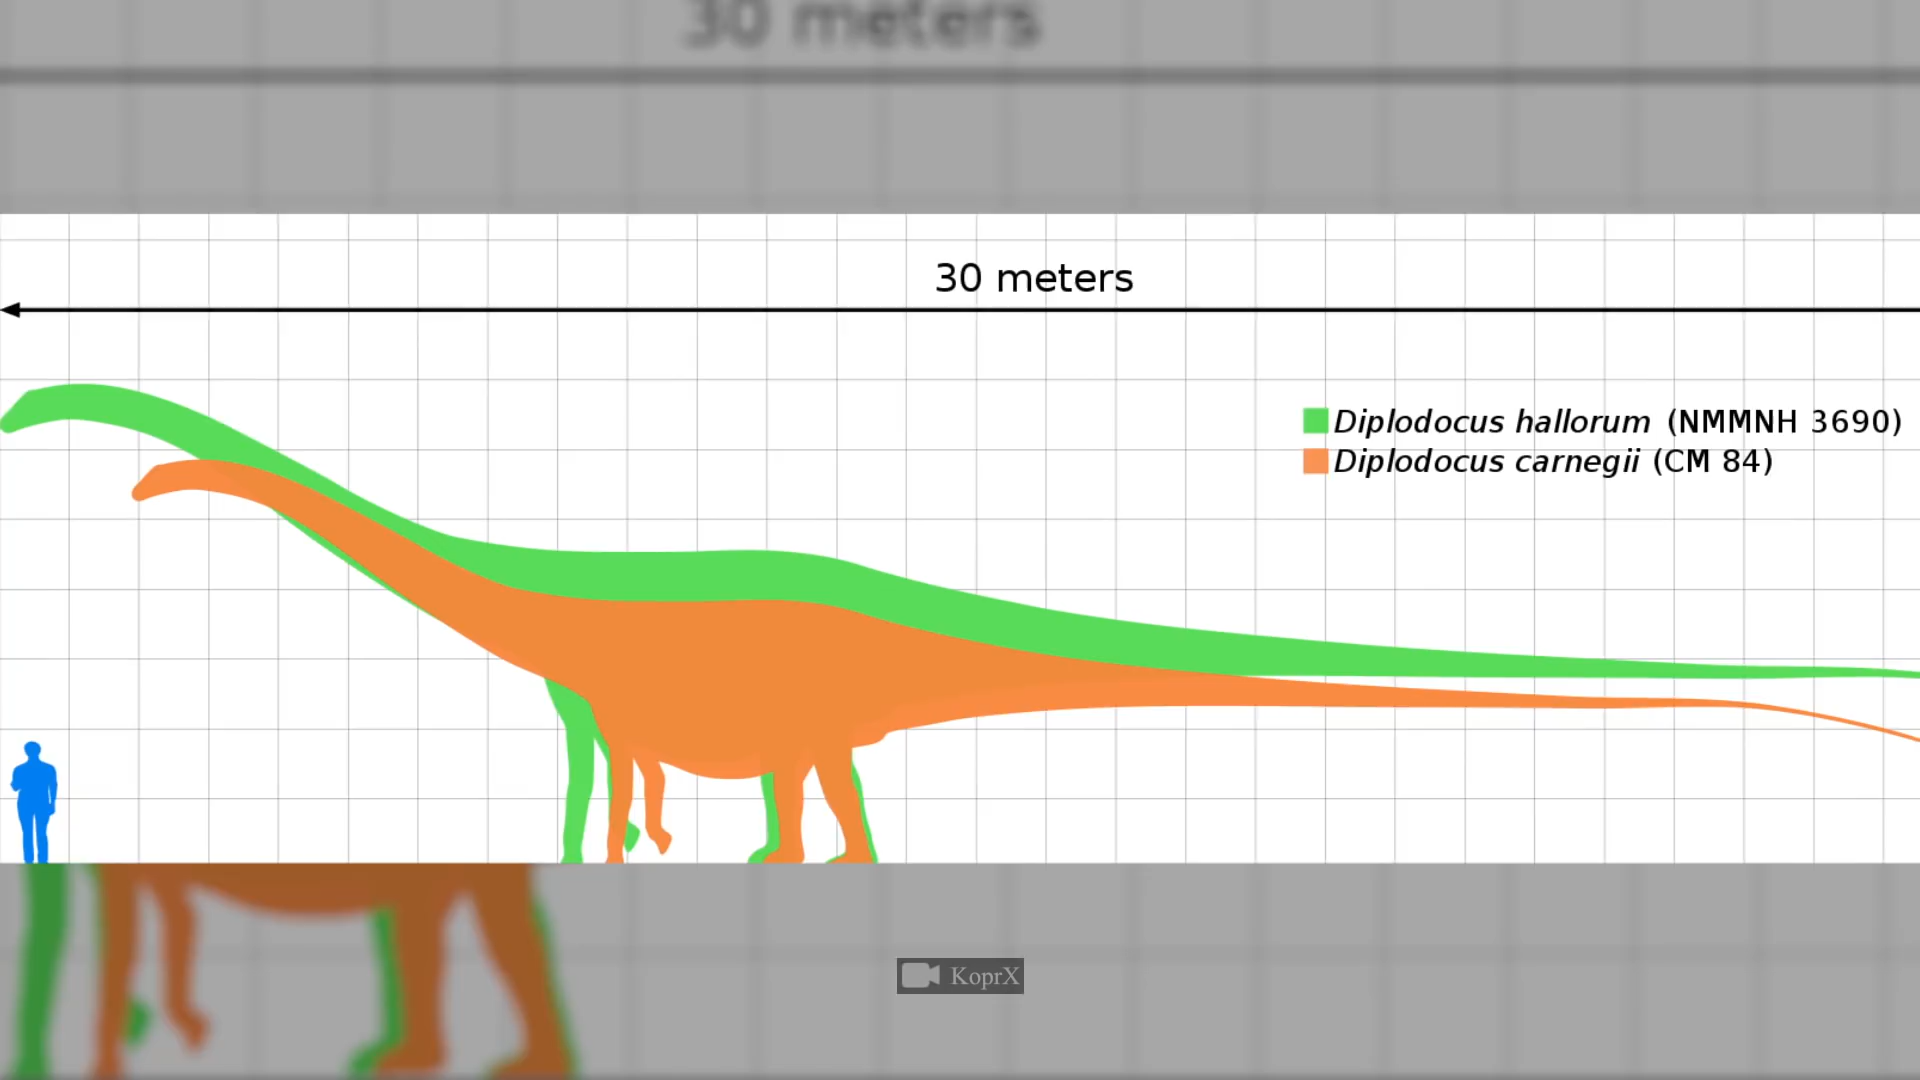 30 meters
30 meters
Diplodocus hallorum (NMMNH 3690)
Diplodocus carnegii (CM 84)
KoprX